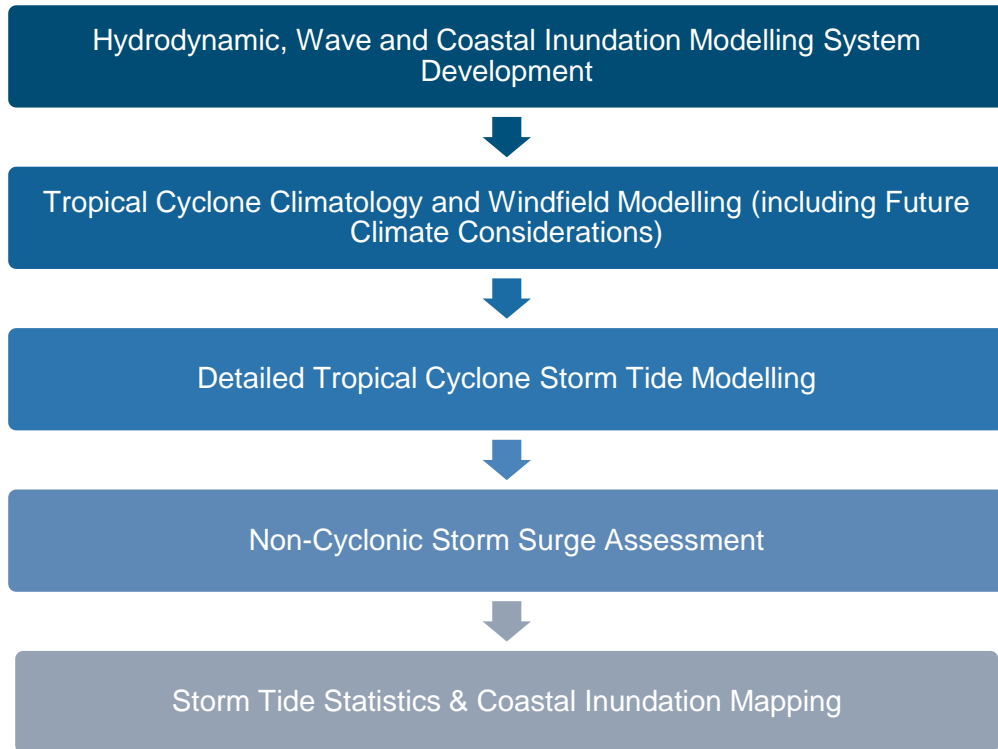 Hydrodynamic, Wave and Coastal Inundation Modelling System
Development
Tropical Cyclone Climatology and Windfield Modelling (including Future
Climate Considerations)
Detailed Tropical Cyclone Storm Tide Modelling
Non-Cyclonic Storm Surge Assessment
Storm Tide Statistics & Coastal Inundation Mapping